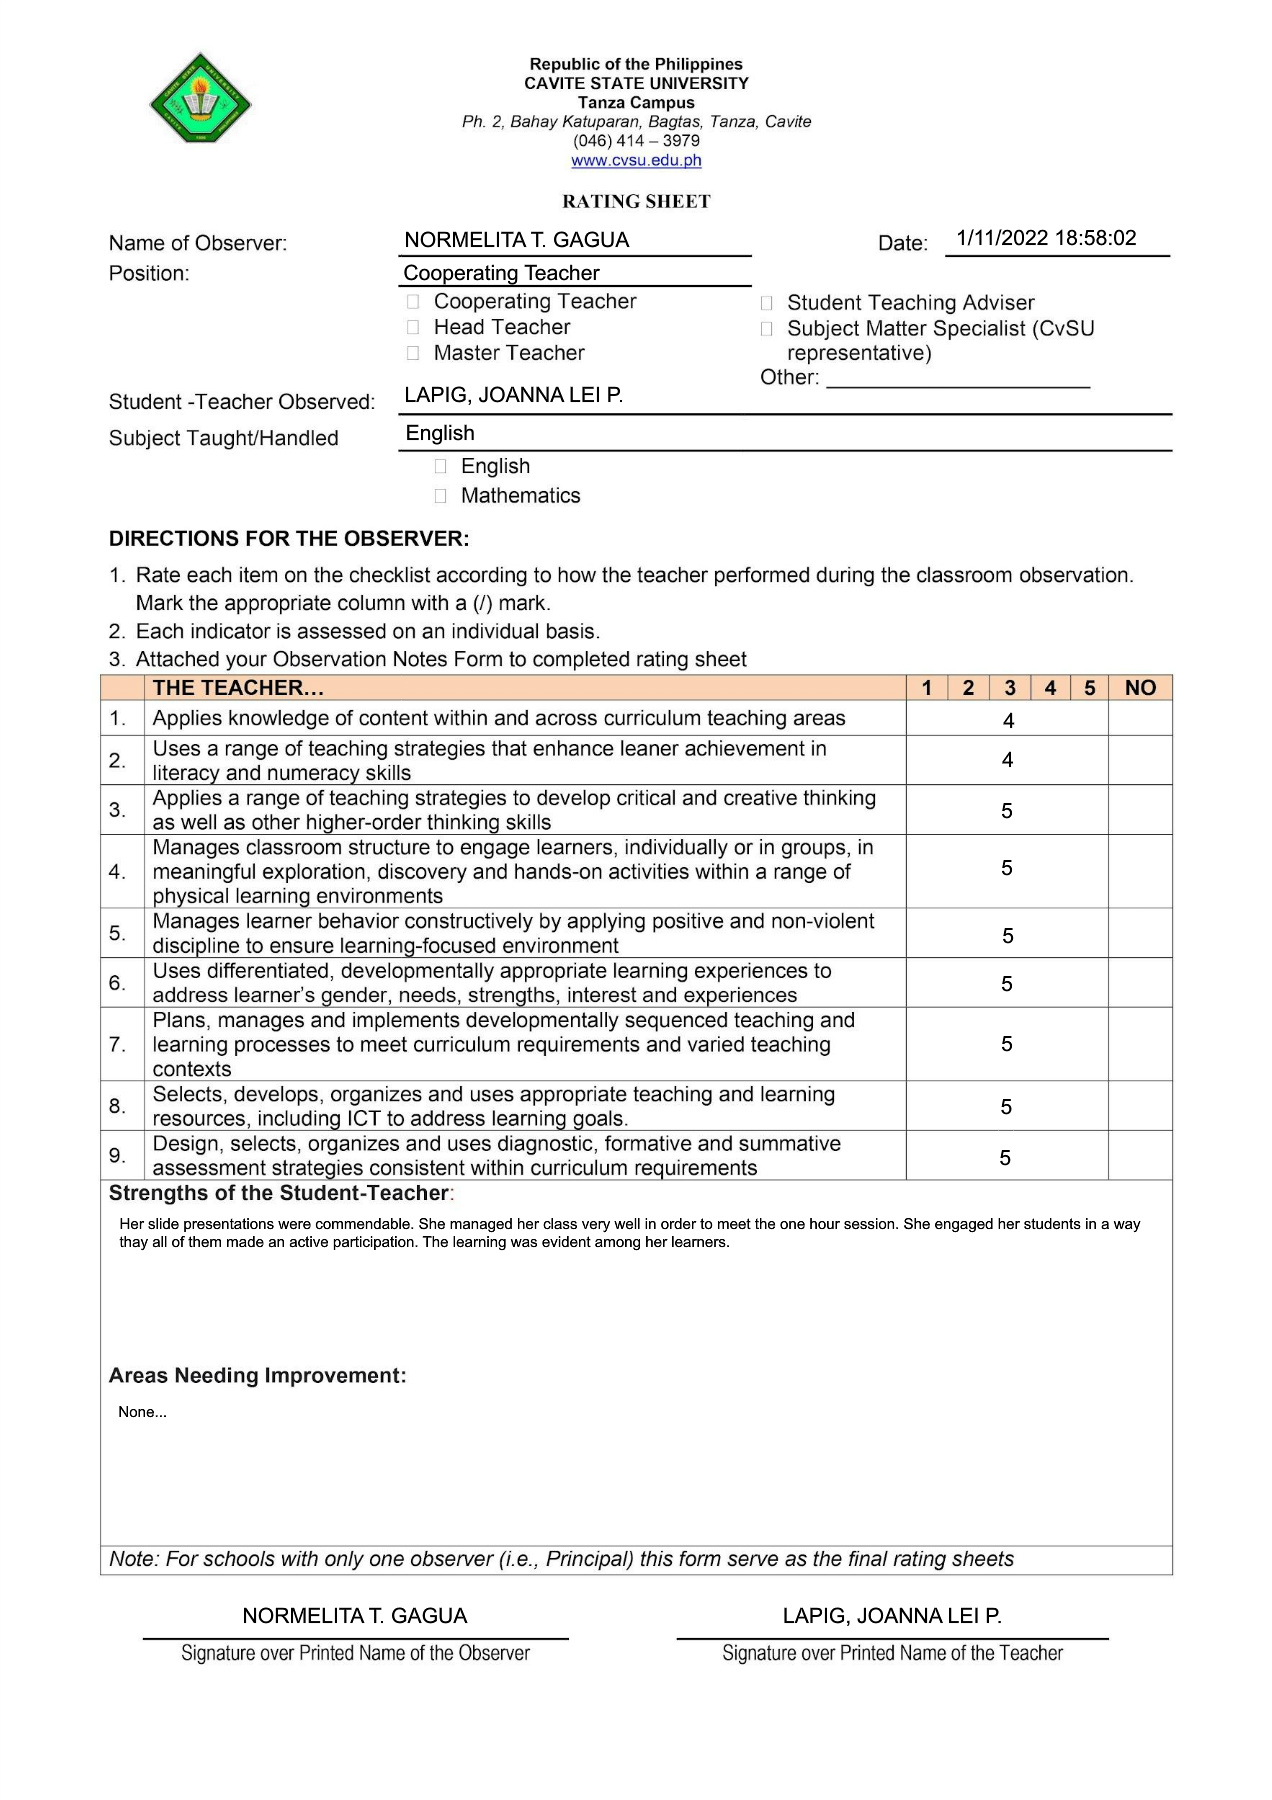 Republic of the Philippines
CAVITE STATE UNIVERSITY
Tanza Campus
Ph. 2, Bahay Katuparan, Bagtas, Tanza, Cavite
(046) 414 – 3979
www.cvsu.edu.ph
RATING SHEET
Name of Observer: NORMELITA T. GAGUA Date: 1/11/2022 18:58:02
Position: Cooperating Teacher
Cooperating Teacher
Head Teacher
Master Teacher
Student Teaching Adviser
Subject Matter Specialist (CvSU
representative)
Other:
Student -Teacher Observed: LAPIG, JOANNA LEI P.
Subject Taught/Handled English
English
Mathematics
DIRECTIONS FOR THE OBSERVER:
1. Rate each item on the checklist according to how the teacher performed during the classroom observation.
Mark the appropriate column with a (/) mark.
2. Each indicator is assessed on an individual basis.
3. Attached your Observation Notes Form to completed rating sheet
THE TEACHER… 1 2 3 4 5 NO
1. Applies knowledge of content within and across curriculum teaching areas 4
2. Uses a range of teaching strategies that enhance leaner achievement in
literacy and numeracy skills 4
3. Applies a range of teaching strategies to develop critical and creative thinking
as well as other higher-order thinking skills 5
4. Manages classroom structure to engage learners, individually or in groups, in
meaningful exploration, discovery and hands-on activities within a range of
physical learning environments 5
5. Manages learner behavior constructively by applying positive and non-violent
discipline to ensure learning-focused environment 5
6. Uses differentiated, developmentally appropriate learning experiences to
address learner’s gender, needs, strengths, interest and experiences 5
7. Plans, manages and implements developmentally sequenced teaching and
learning processes to meet curriculum requirements and varied teaching
contexts 5
8. Selects, develops, organizes and uses appropriate teaching and learning
resources, including ICT to address learning goals. 5
9. Design, selects, organizes and uses diagnostic, formative and summative
assessment strategies consistent within curriculum requirements 5
Strengths of the Student-Teacher:
Her slide presentations were commendable. She managed her class very well in order to meet the one hour session. She engaged her students in a way
thay all of them made an active participation. The learning was evident among her learners.
Areas Needing Improvement:
None...
Note: For schools with only one observer (i.e., Principal) this form serve as the final rating sheets
NORMELITA T. GAGUA LAPIG, JOANNA LEI P.
Signature over Printed Name of the Observer Signature over Printed Name of the Teacher